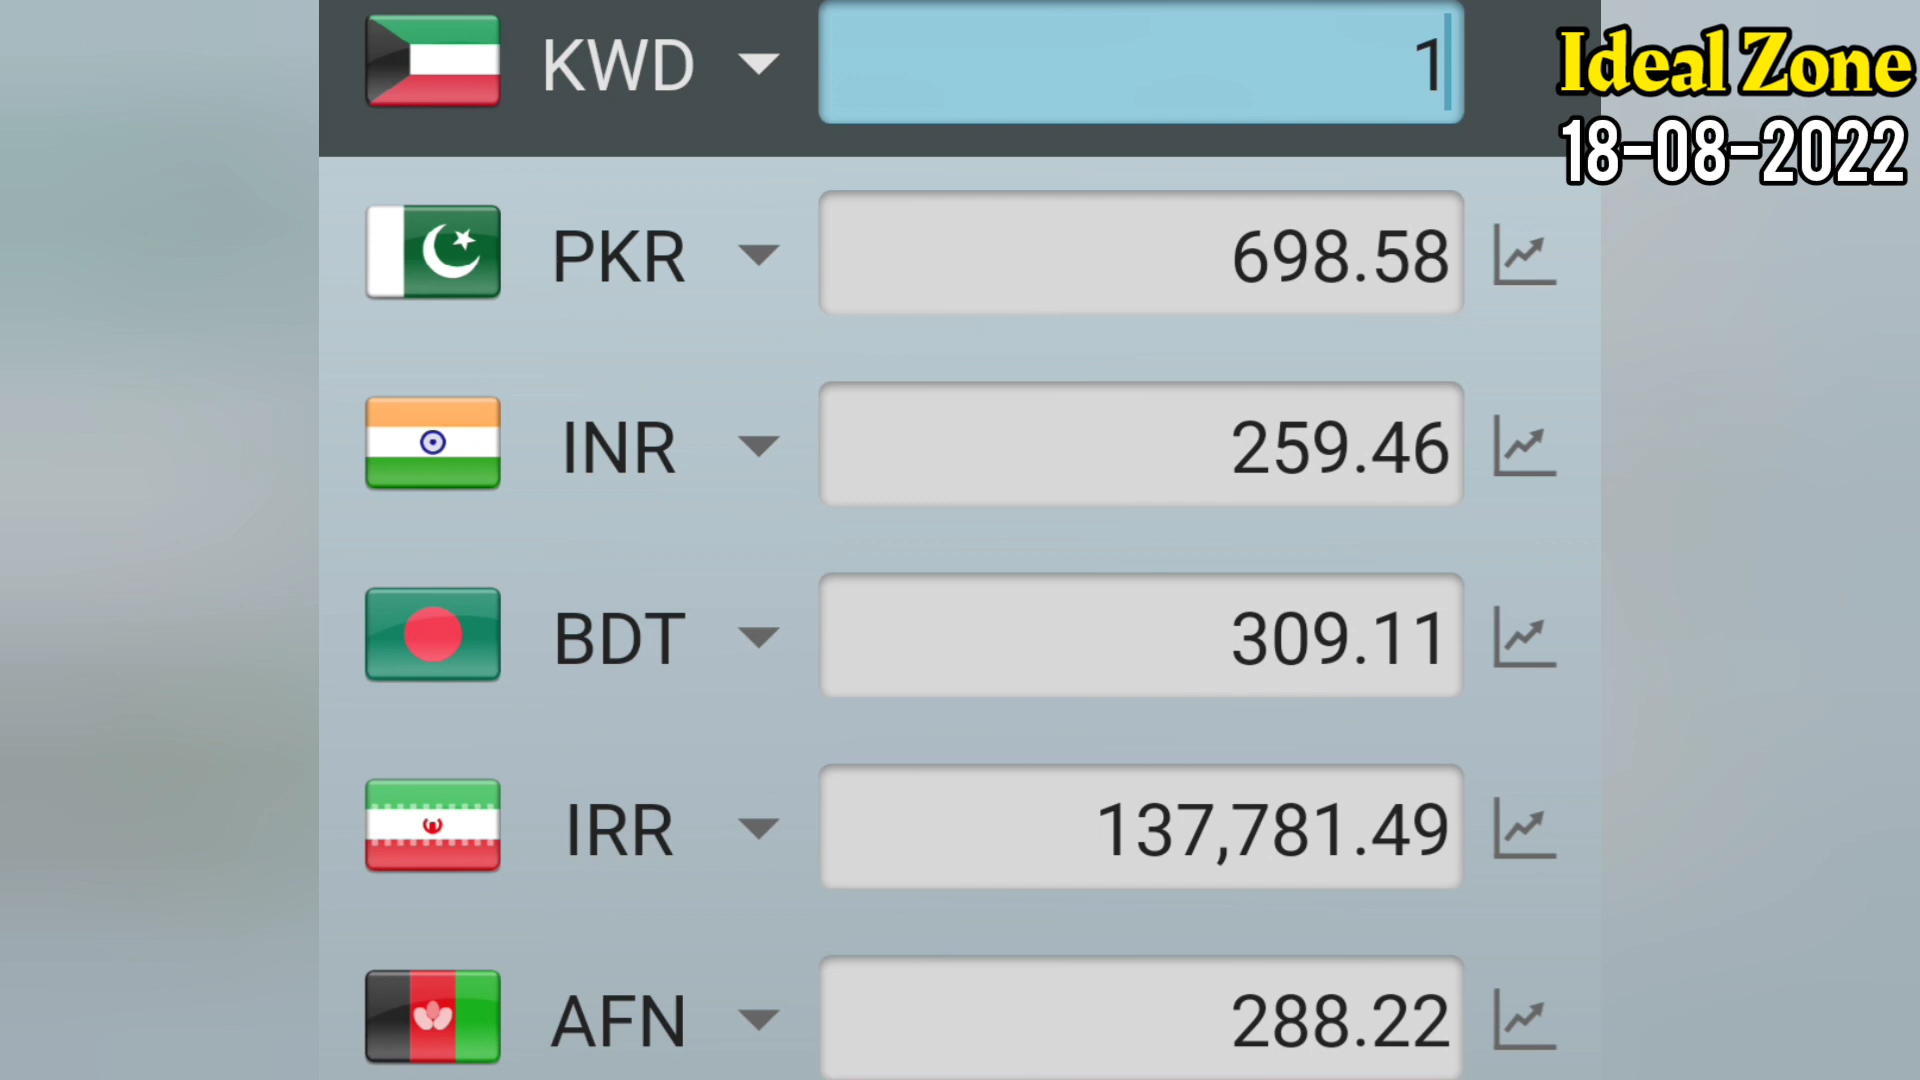 KWD 1
Ideal Zone
18-08-2022
PKR 698.58
INR 259.46
BDT 309.11
IRR 137,781.49
AFN 288.22